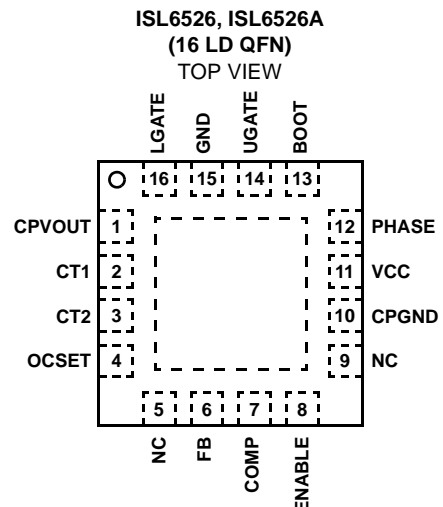 ISL6526, ISL6526A
(16 LD QFN)
TOP VIEW
LGATE
GND
UGATE
BOOT
16
15
14
13
CPVOUT 1
12 PHASE
CT1 2
11 VCC
CT2 3
10 CPGND
OCSET 4
9 NC
5
6
7
8
NC
FB
COMP
ENABLE